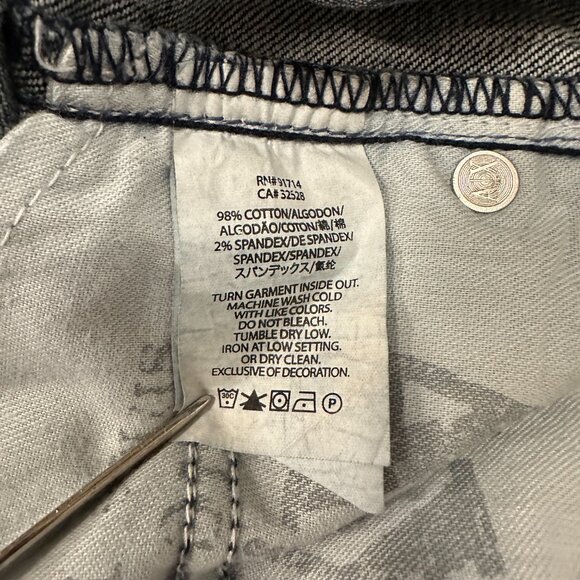 RN# 91714
CA# 32528
98% COTTON/ALGODON/
ALGODÃO/COTON/綿/棉
2% SPANDEX/DE SPANDEX/
SPANDEX/SPANDEX/
スパンデックス/氨纶
TURN GARMENT INSIDE OUT.
MACHINE WASH COLD
WITH LIKE COLORS.
DO NOT BLEACH.
TUMBLE DRY LOW.
IRON AT LOW SETTING.
OR DRY CLEAN.
EXCLUSIVE OF DECORATION.
30C P